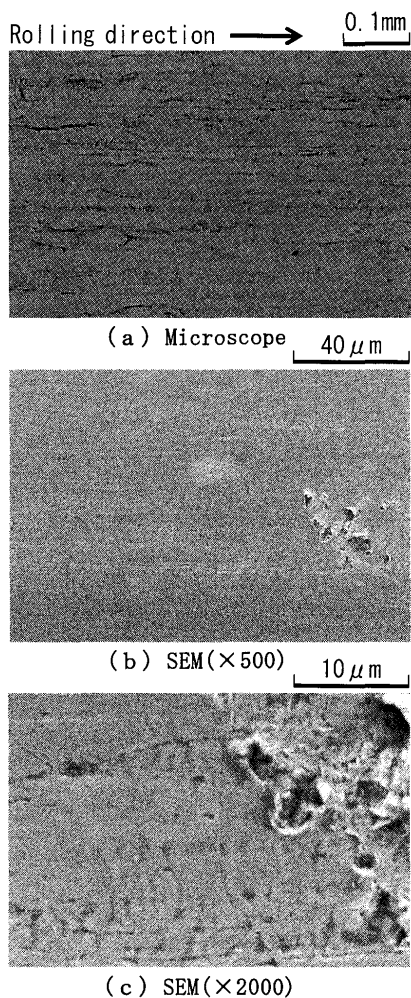 Rolling direction 0.1mm
(a) Microscope
40μm
(b) SEM(×500)
10μm
(c) SEM(×2000)